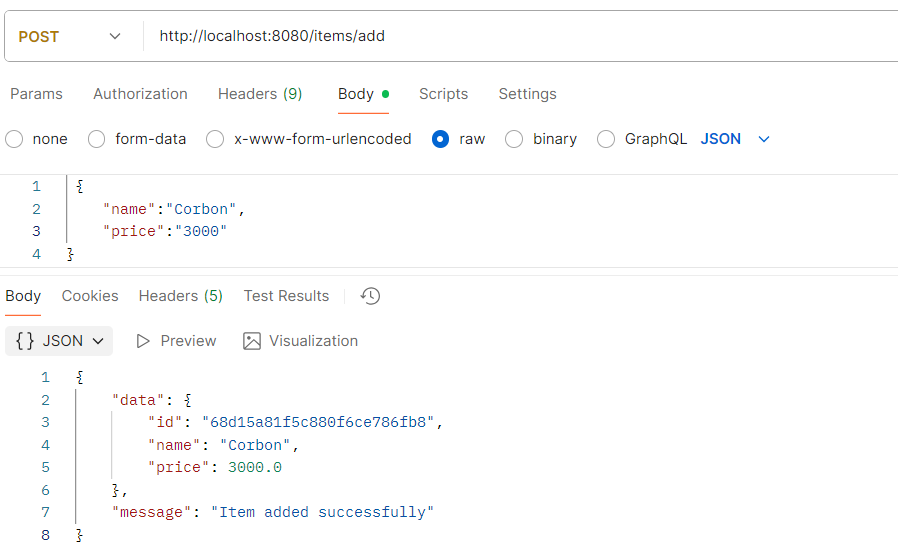 POST http://localhost:8080/items/add
Params Authorization Headers (9) Body Scripts Settings
none form-data x-www-form-urlencoded raw binary GraphQL JSON
1 {
2 "name":"Corbon",
3 "price":"3000"
4 }
Body Cookies Headers (5) Test Results
{} JSON Preview Visualization
1 {
2 "data": {
3 "id": "68d15a81f5c880f6ce786fb8",
4 "name": "Corbon",
5 "price": 3000.0
6 },
7 "message": "Item added successfully"
8 }